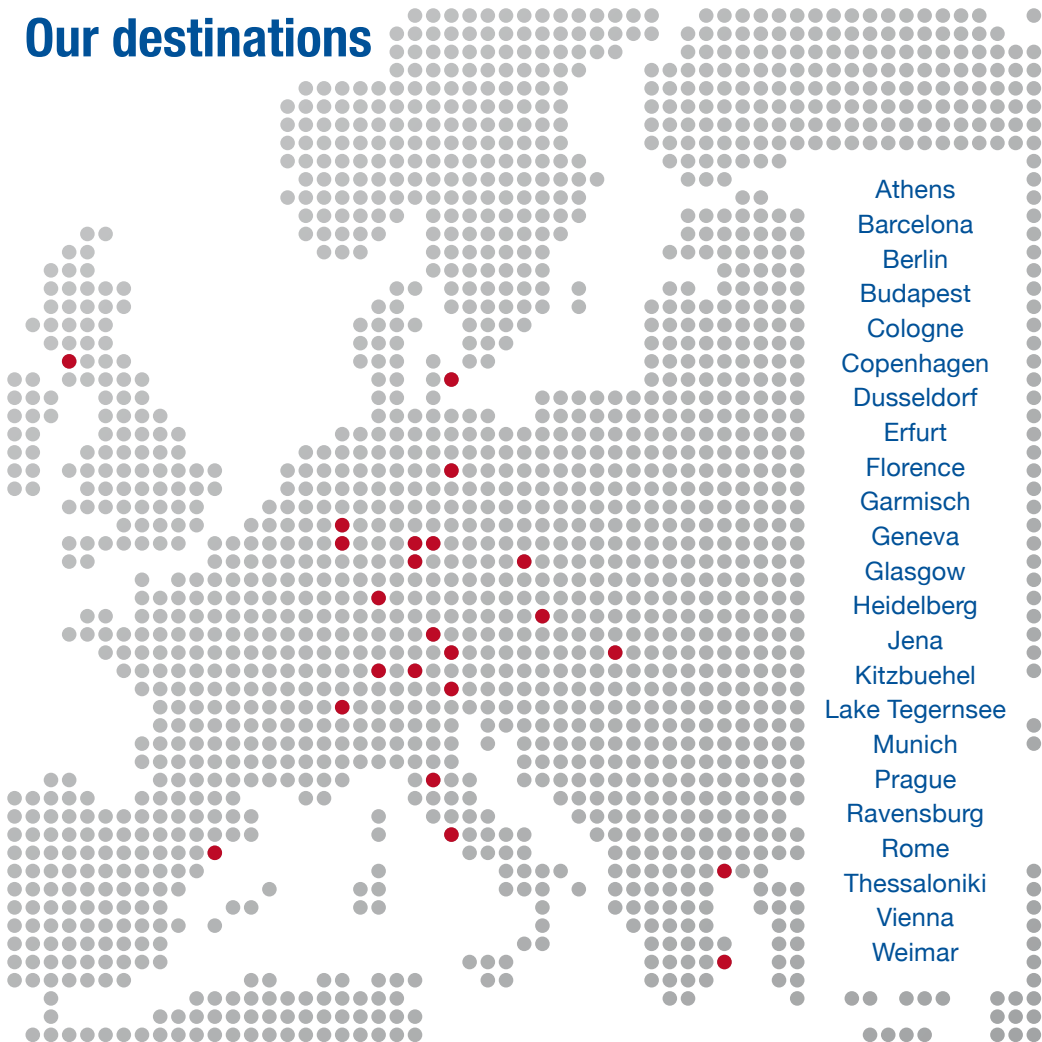 Our destinations
Athens
Barcelona
Berlin
Budapest
Cologne
Copenhagen
Dusseldorf
Erfurt
Florence
Garmisch
Geneva
Glasgow
Heidelberg
Jena
Kitzbuehel
Lake Tegernsee
Munich
Prague
Ravensburg
Rome
Thessaloniki
Vienna
Weimar